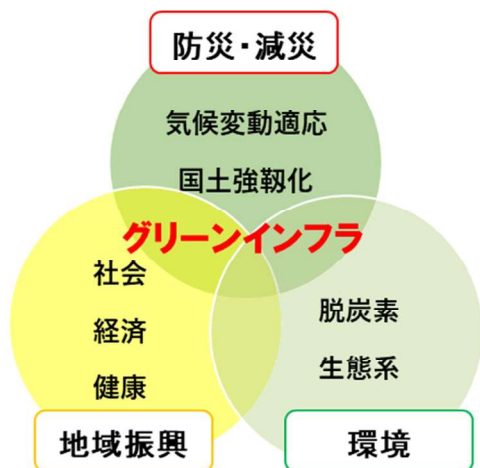 防災・減災
気候変動適応
国土強靱化
グリーンインフラ
社会
経済
健康
脱炭素
生態系
地域振興
環境